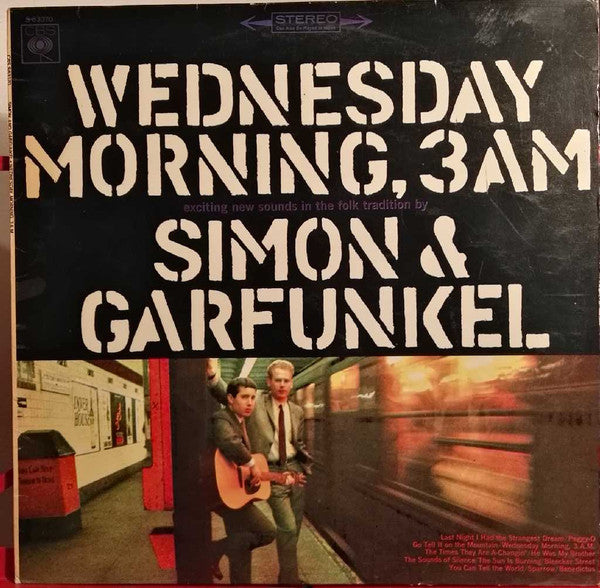 S 63370
CBS
STEREO
WEDNESDAY
MORNING, 3AM
exciting new sounds in the folk tradition by
SIMON &
GARFUNKEL
Last Night I Had the Strangest Dream · Peggy-O
Go Tell It on the Mountain · Wednesday Morning, 3 A.M.
The Times They Are A-Changin' · He Was My Brother
The Sounds of Silence · The Sun Is Burning · Bleecker Street
You Can Tell the World · Sparrow · Benedictus